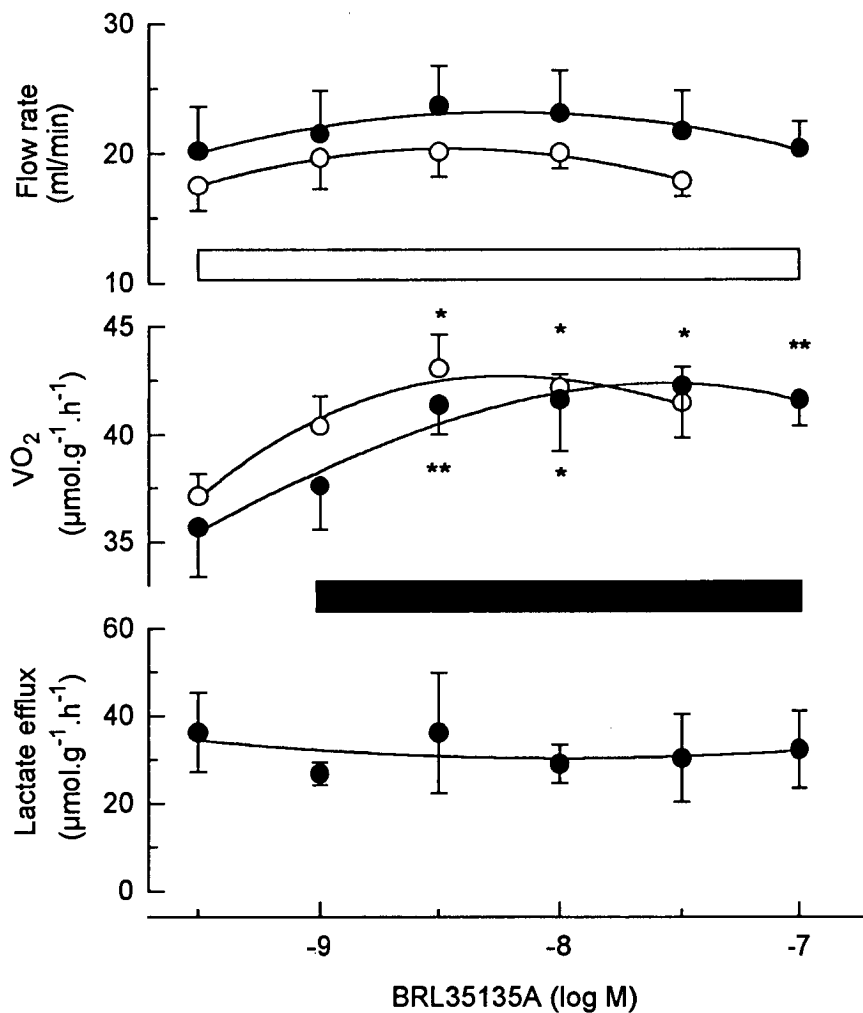 30
20
10
Flow rate
(ml/min)
45
40
35
VO₂
(μmol.g⁻¹.h⁻¹)
* * * **
** *
60
40
20
0
Lactate efflux
(μmol.g⁻¹.h⁻¹)
-9 -8 -7
BRL35135A (log M)